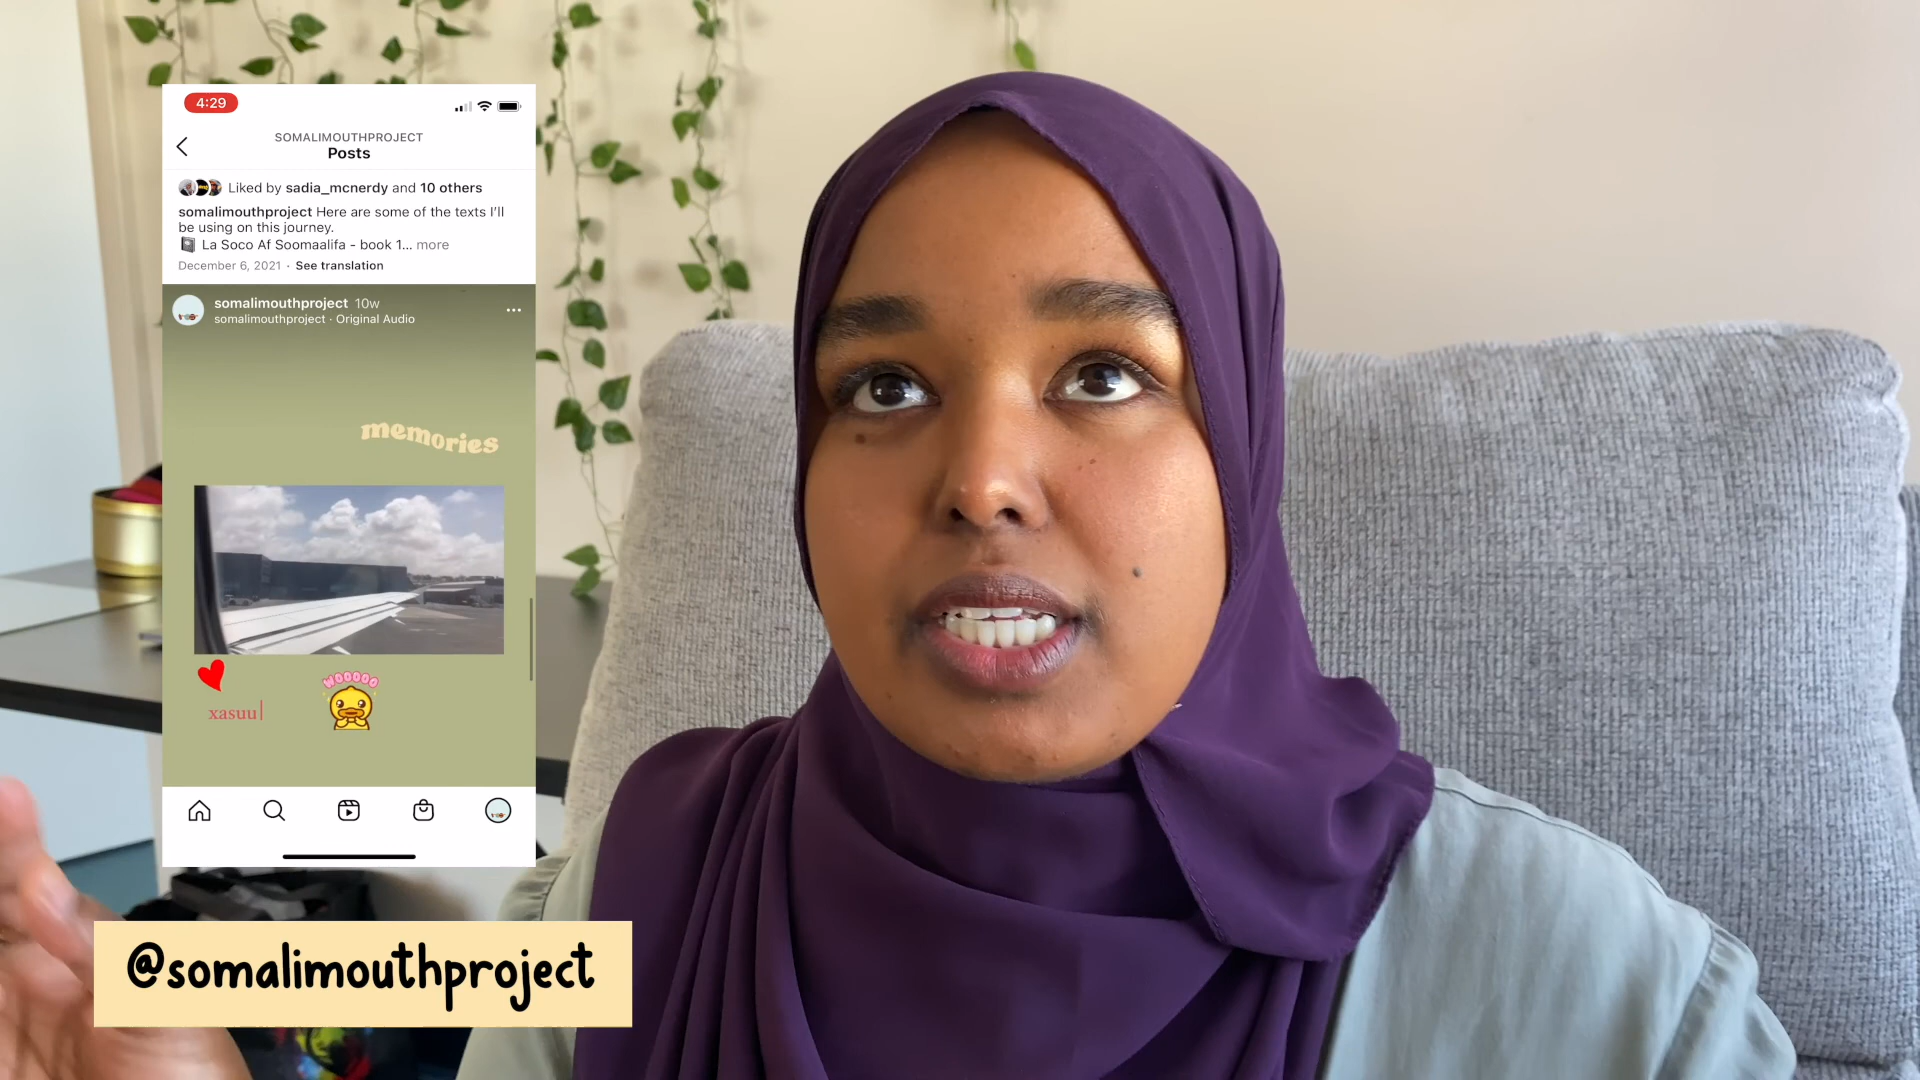 4:29
SOMALIMOUTHPROJECT
Posts
Liked by sadia_mcnerdy and 10 others
somalimouthproject Here are some of the texts I'll
be using on this journey.
La Soco Af Soomaalifa - book 1... more
December 6, 2021 · See translation
somalimouthproject 10w
somalimouthproject · Original Audio
memories
WOOOOO
xasuu
@somalimouthproject